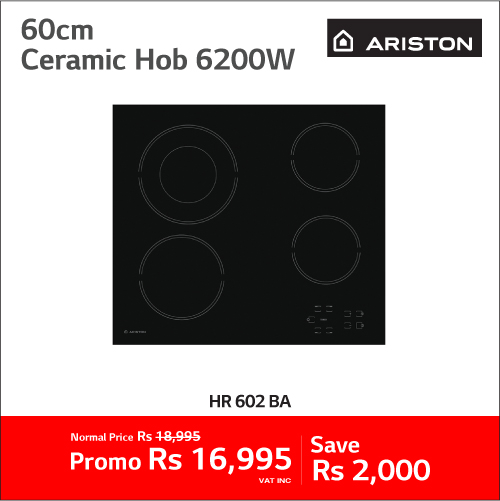 60cm
Ceramic Hob 6200W
ARISTON
ARISTON
HR 602 BA
Normal Price Rs 18,995
Promo Rs 16,995
VAT INC
Save
Rs 2,000